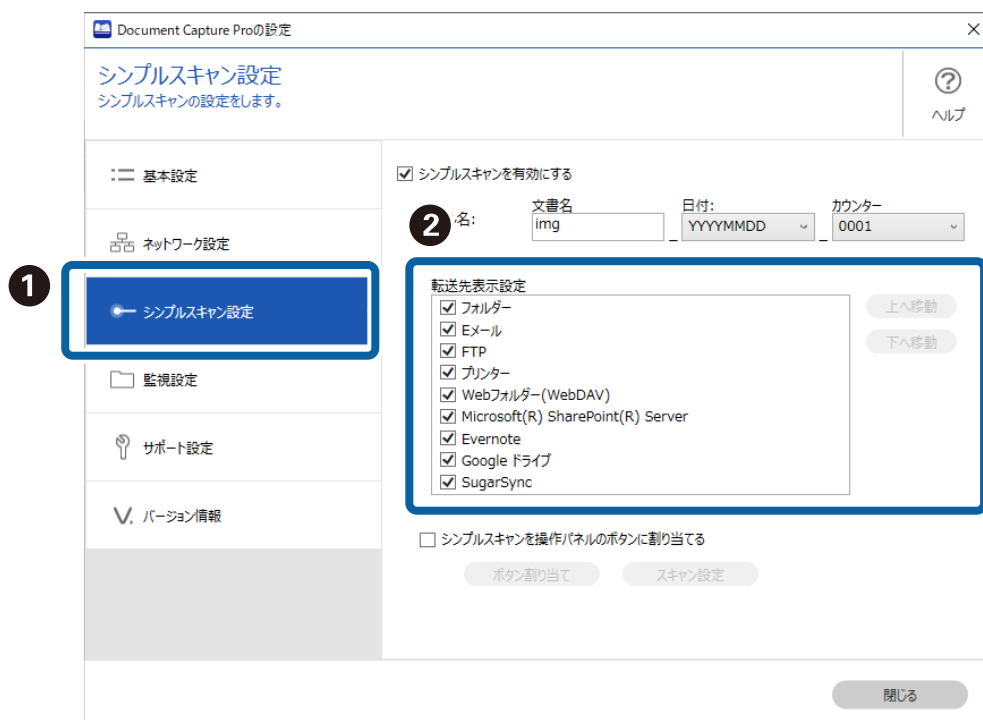 Document Capture Proの設定
シンプルスキャン設定
シンプルスキャンの設定をします。
ヘルプ
基本設定
ネットワーク設定
1
シンプルスキャン設定
監視設定
サポート設定
バージョン情報
シンプルスキャンを有効にする
文書名 日付: カウンター
2 名: img _ YYYYMMDD _ 0001
転送先表示設定
フォルダー
Eメール
FTP
プリンター
Webフォルダー(WebDAV)
Microsoft(R) SharePoint(R) Server
Evernote
Google ドライブ
SugarSync
上へ移動
下へ移動
シンプルスキャンを操作パネルのボタンに割り当てる
ボタン割り当て スキャン設定
閉じる